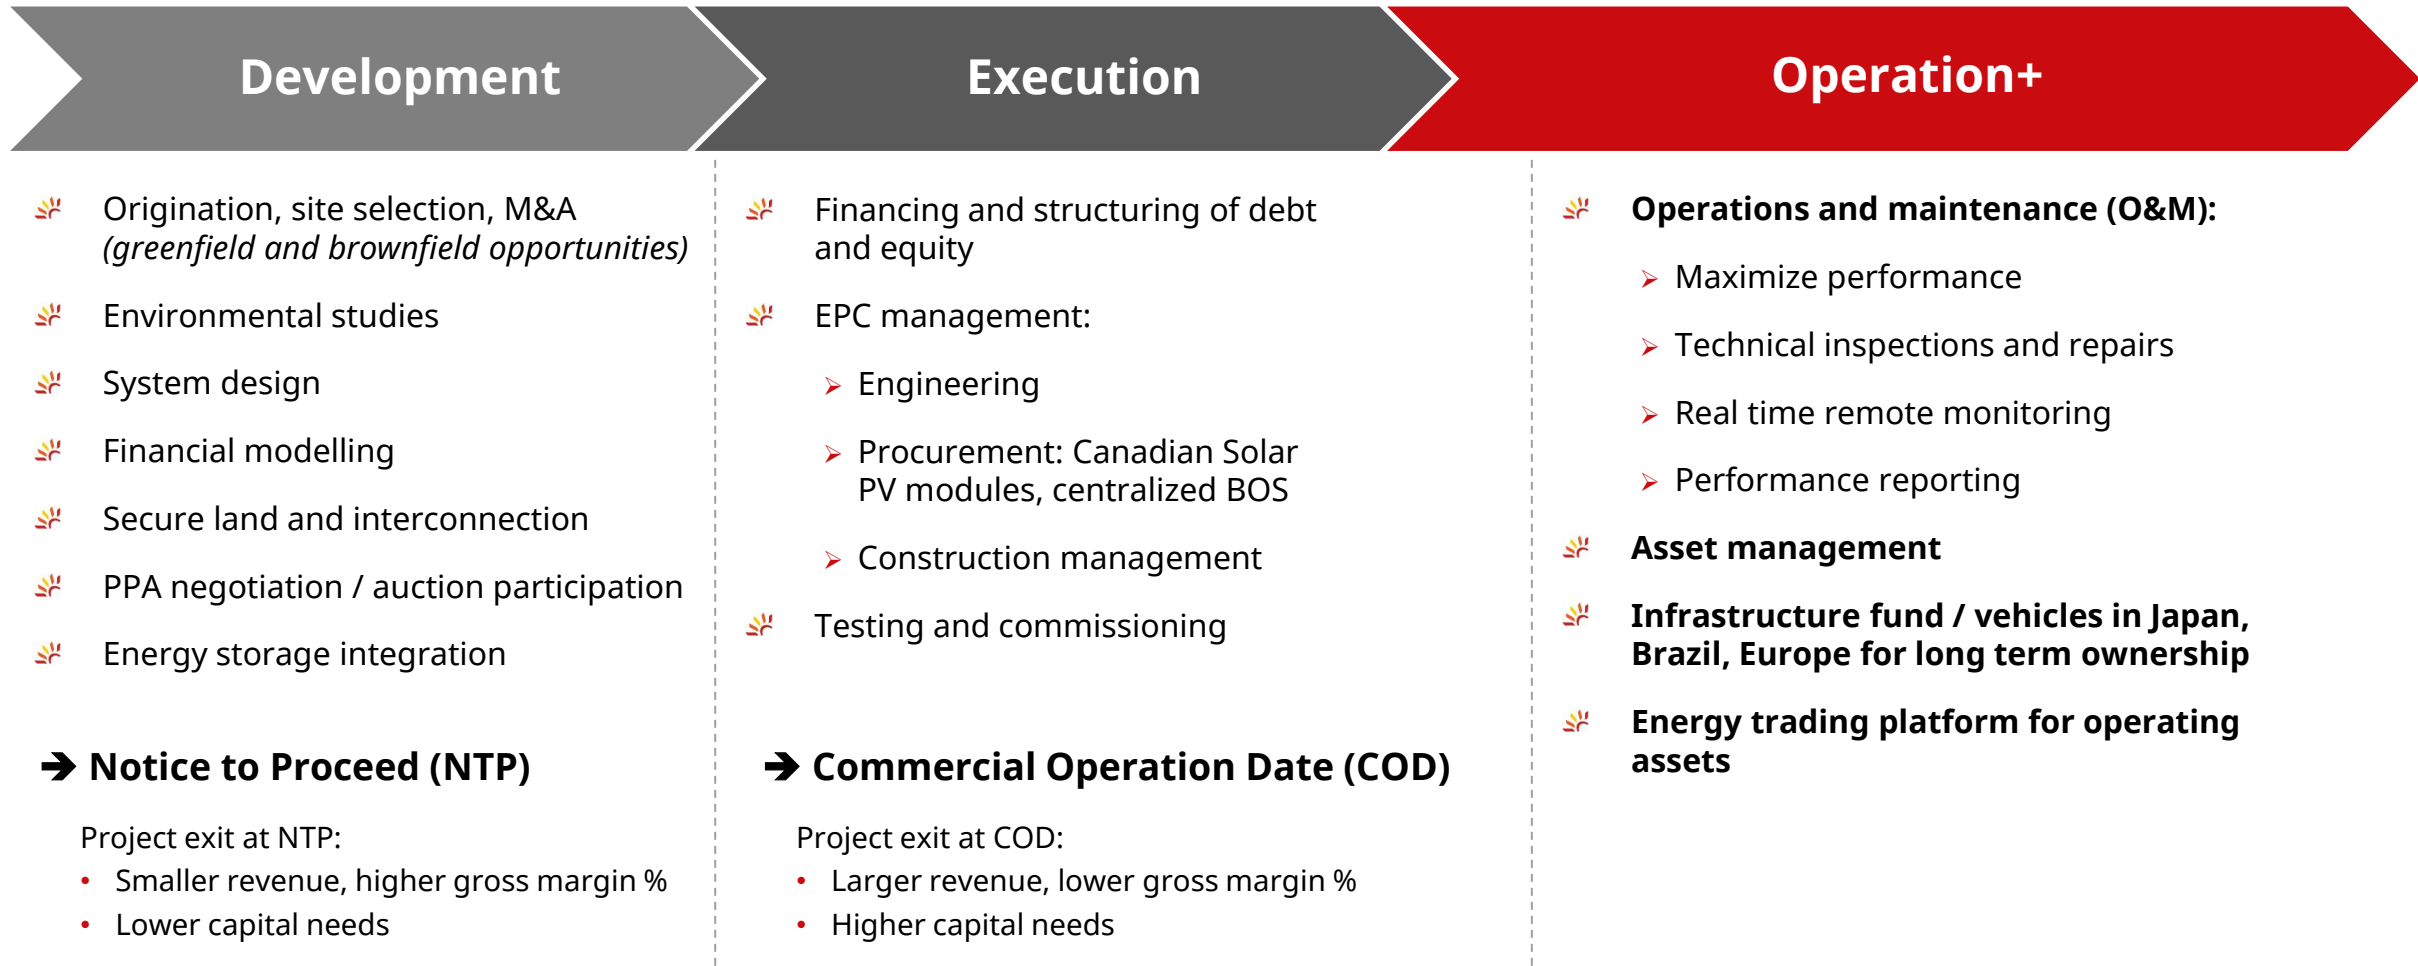 Development
Execution
Operation+
Origination, site selection, M&A
(greenfield and brownfield opportunities)
Environmental studies
System design
Financial modelling
Secure land and interconnection
PPA negotiation / auction participation
Energy storage integration
Notice to Proceed (NTP)
Project exit at NTP:
• Smaller revenue, higher gross margin %
• Lower capital needs
Financing and structuring of debt
and equity
EPC management:
Engineering
Procurement: Canadian Solar
PV modules, centralized BOS
Construction management
Testing and commissioning
Commercial Operation Date (COD)
Project exit at COD:
• Larger revenue, lower gross margin %
• Higher capital needs
Operations and maintenance (O&M):
Maximize performance
Technical inspections and repairs
Real time remote monitoring
Performance reporting
Asset management
Infrastructure fund / vehicles in Japan,
Brazil, Europe for long term ownership
Energy trading platform for operating
assets